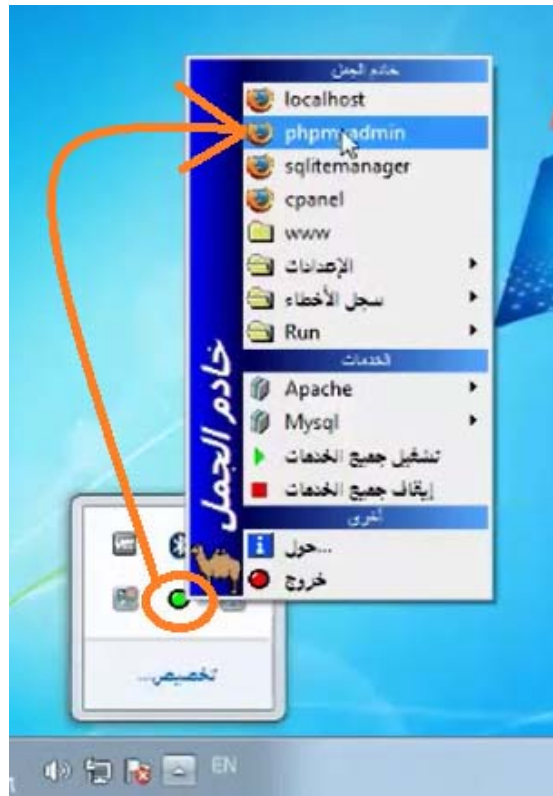 خادم الجمل
localhost
phpmyadmin
sqlitemanager
cpanel
www
الإعدادات
سجل الأخطاء
Run
الخدمات
Apache
Mysql
تشغيل جميع الخدمات
إيقاف جميع الخدمات
أخرى
حول...
خروج
خادم الجمل
تخصيص...
EN